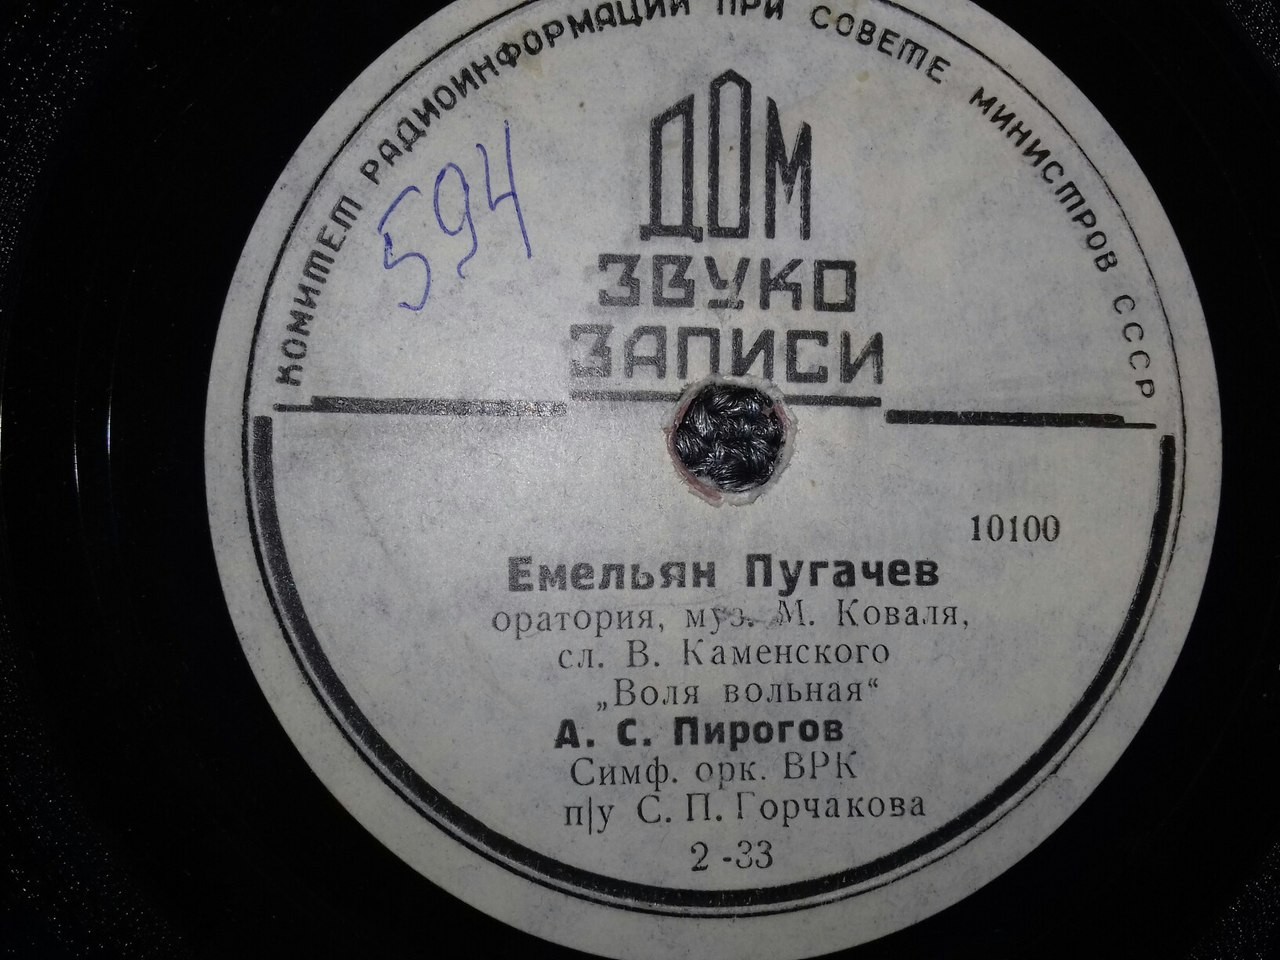 КОМИТЕТ РАДИОИНФОРМАЦИИ ПРИ СОВЕТЕ МИНИСТРОВ СССР
594
ДОМ
ЗВУКО
ЗАПИСИ
10100
Емельян Пугачев
оратория, муз. М. Коваля,
сл. В. Каменского
„Воля вольная“
А. С. Пирогов
Симф. орк. ВРК
п/у С. П. Горчакова
2 -33